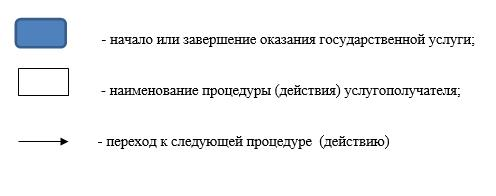 - начало или завершение оказания государственной услуги;
- наименование процедуры (действия) услугополучателя;
- переход к следующей процедуре (действию)